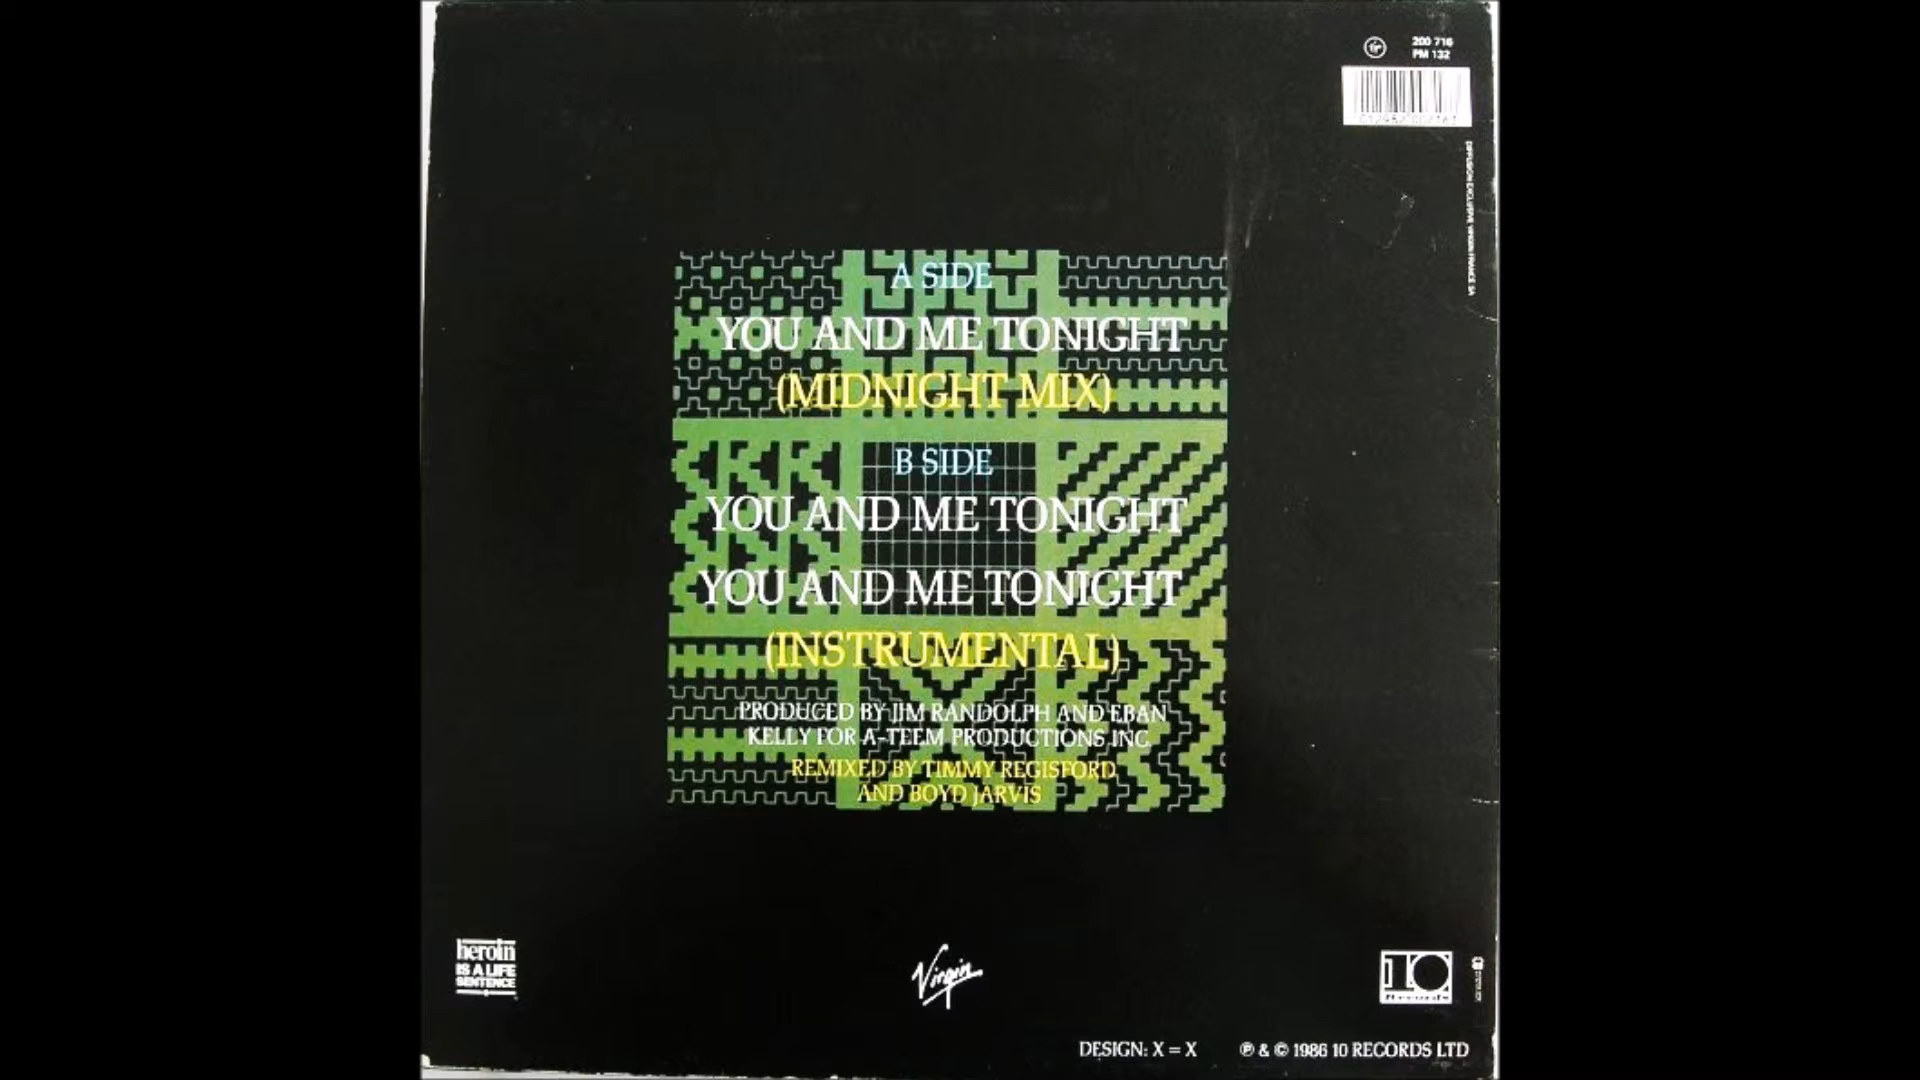 200 716
PM 132
A SIDE
YOU AND ME TONIGHT
(MIDNIGHT MIX)
B SIDE
YOU AND ME TONIGHT
YOU AND ME TONIGHT
(INSTRUMENTAL)
PRODUCED BY JIM RANDOLPH AND EBAN
KELLY FOR A-TEEM PRODUCTIONS INC.
REMIXED BY TIMMY REGISFORD
AND BOYD JARVIS
heroin
IS A LIFE
SENTENCE
Virgin
10
Records
DESIGN: X = X
℗ & © 1986 10 RECORDS LTD